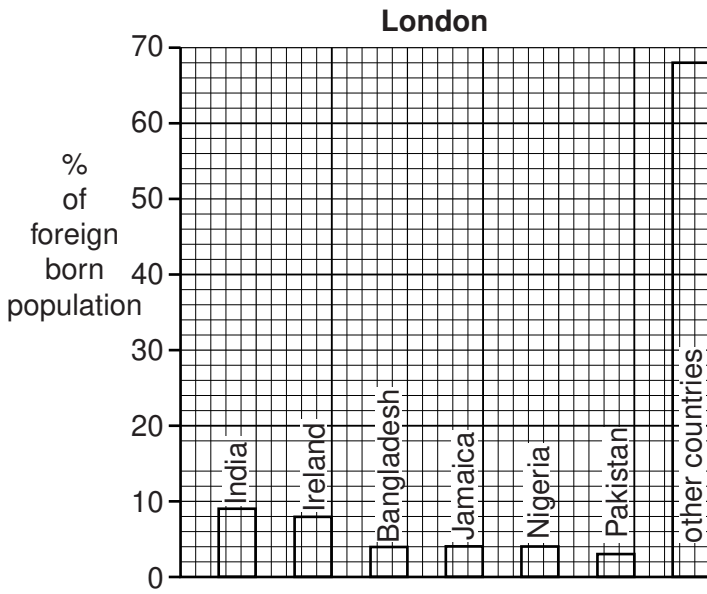 London
70
60
50
40
30
20
10
0
%
of
foreign
born
population
India
Ireland
Bangladesh
Jamaica
Nigeria
Pakistan
other countries